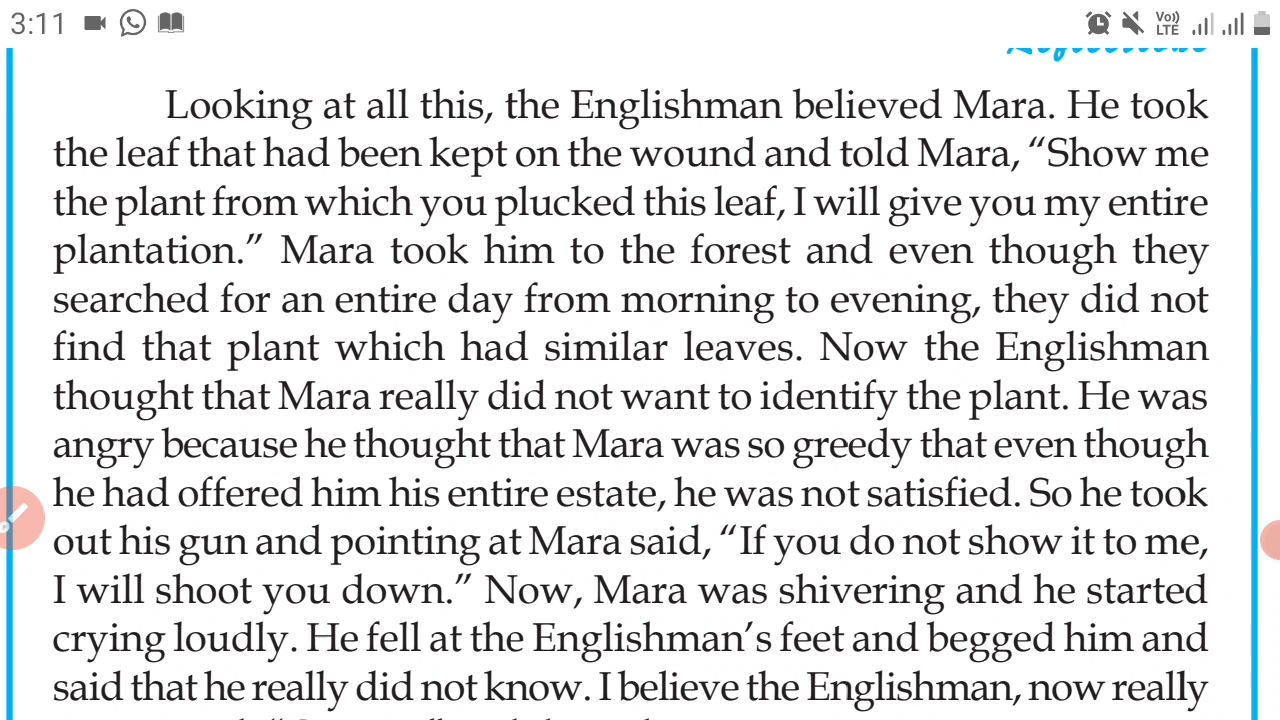 3:11
Vo)) LTE
Looking at all this, the Englishman believed Mara. He took
the leaf that had been kept on the wound and told Mara, “Show me
the plant from which you plucked this leaf, I will give you my entire
plantation.” Mara took him to the forest and even though they
searched for an entire day from morning to evening, they did not
find that plant which had similar leaves. Now the Englishman
thought that Mara really did not want to identify the plant. He was
angry because he thought that Mara was so greedy that even though
he had offered him his entire estate, he was not satisfied. So he took
out his gun and pointing at Mara said, “If you do not show it to me,
I will shoot you down.” Now, Mara was shivering and he started
crying loudly. He fell at the Englishman’s feet and begged him and
said that he really did not know. I believe the Englishman, now really